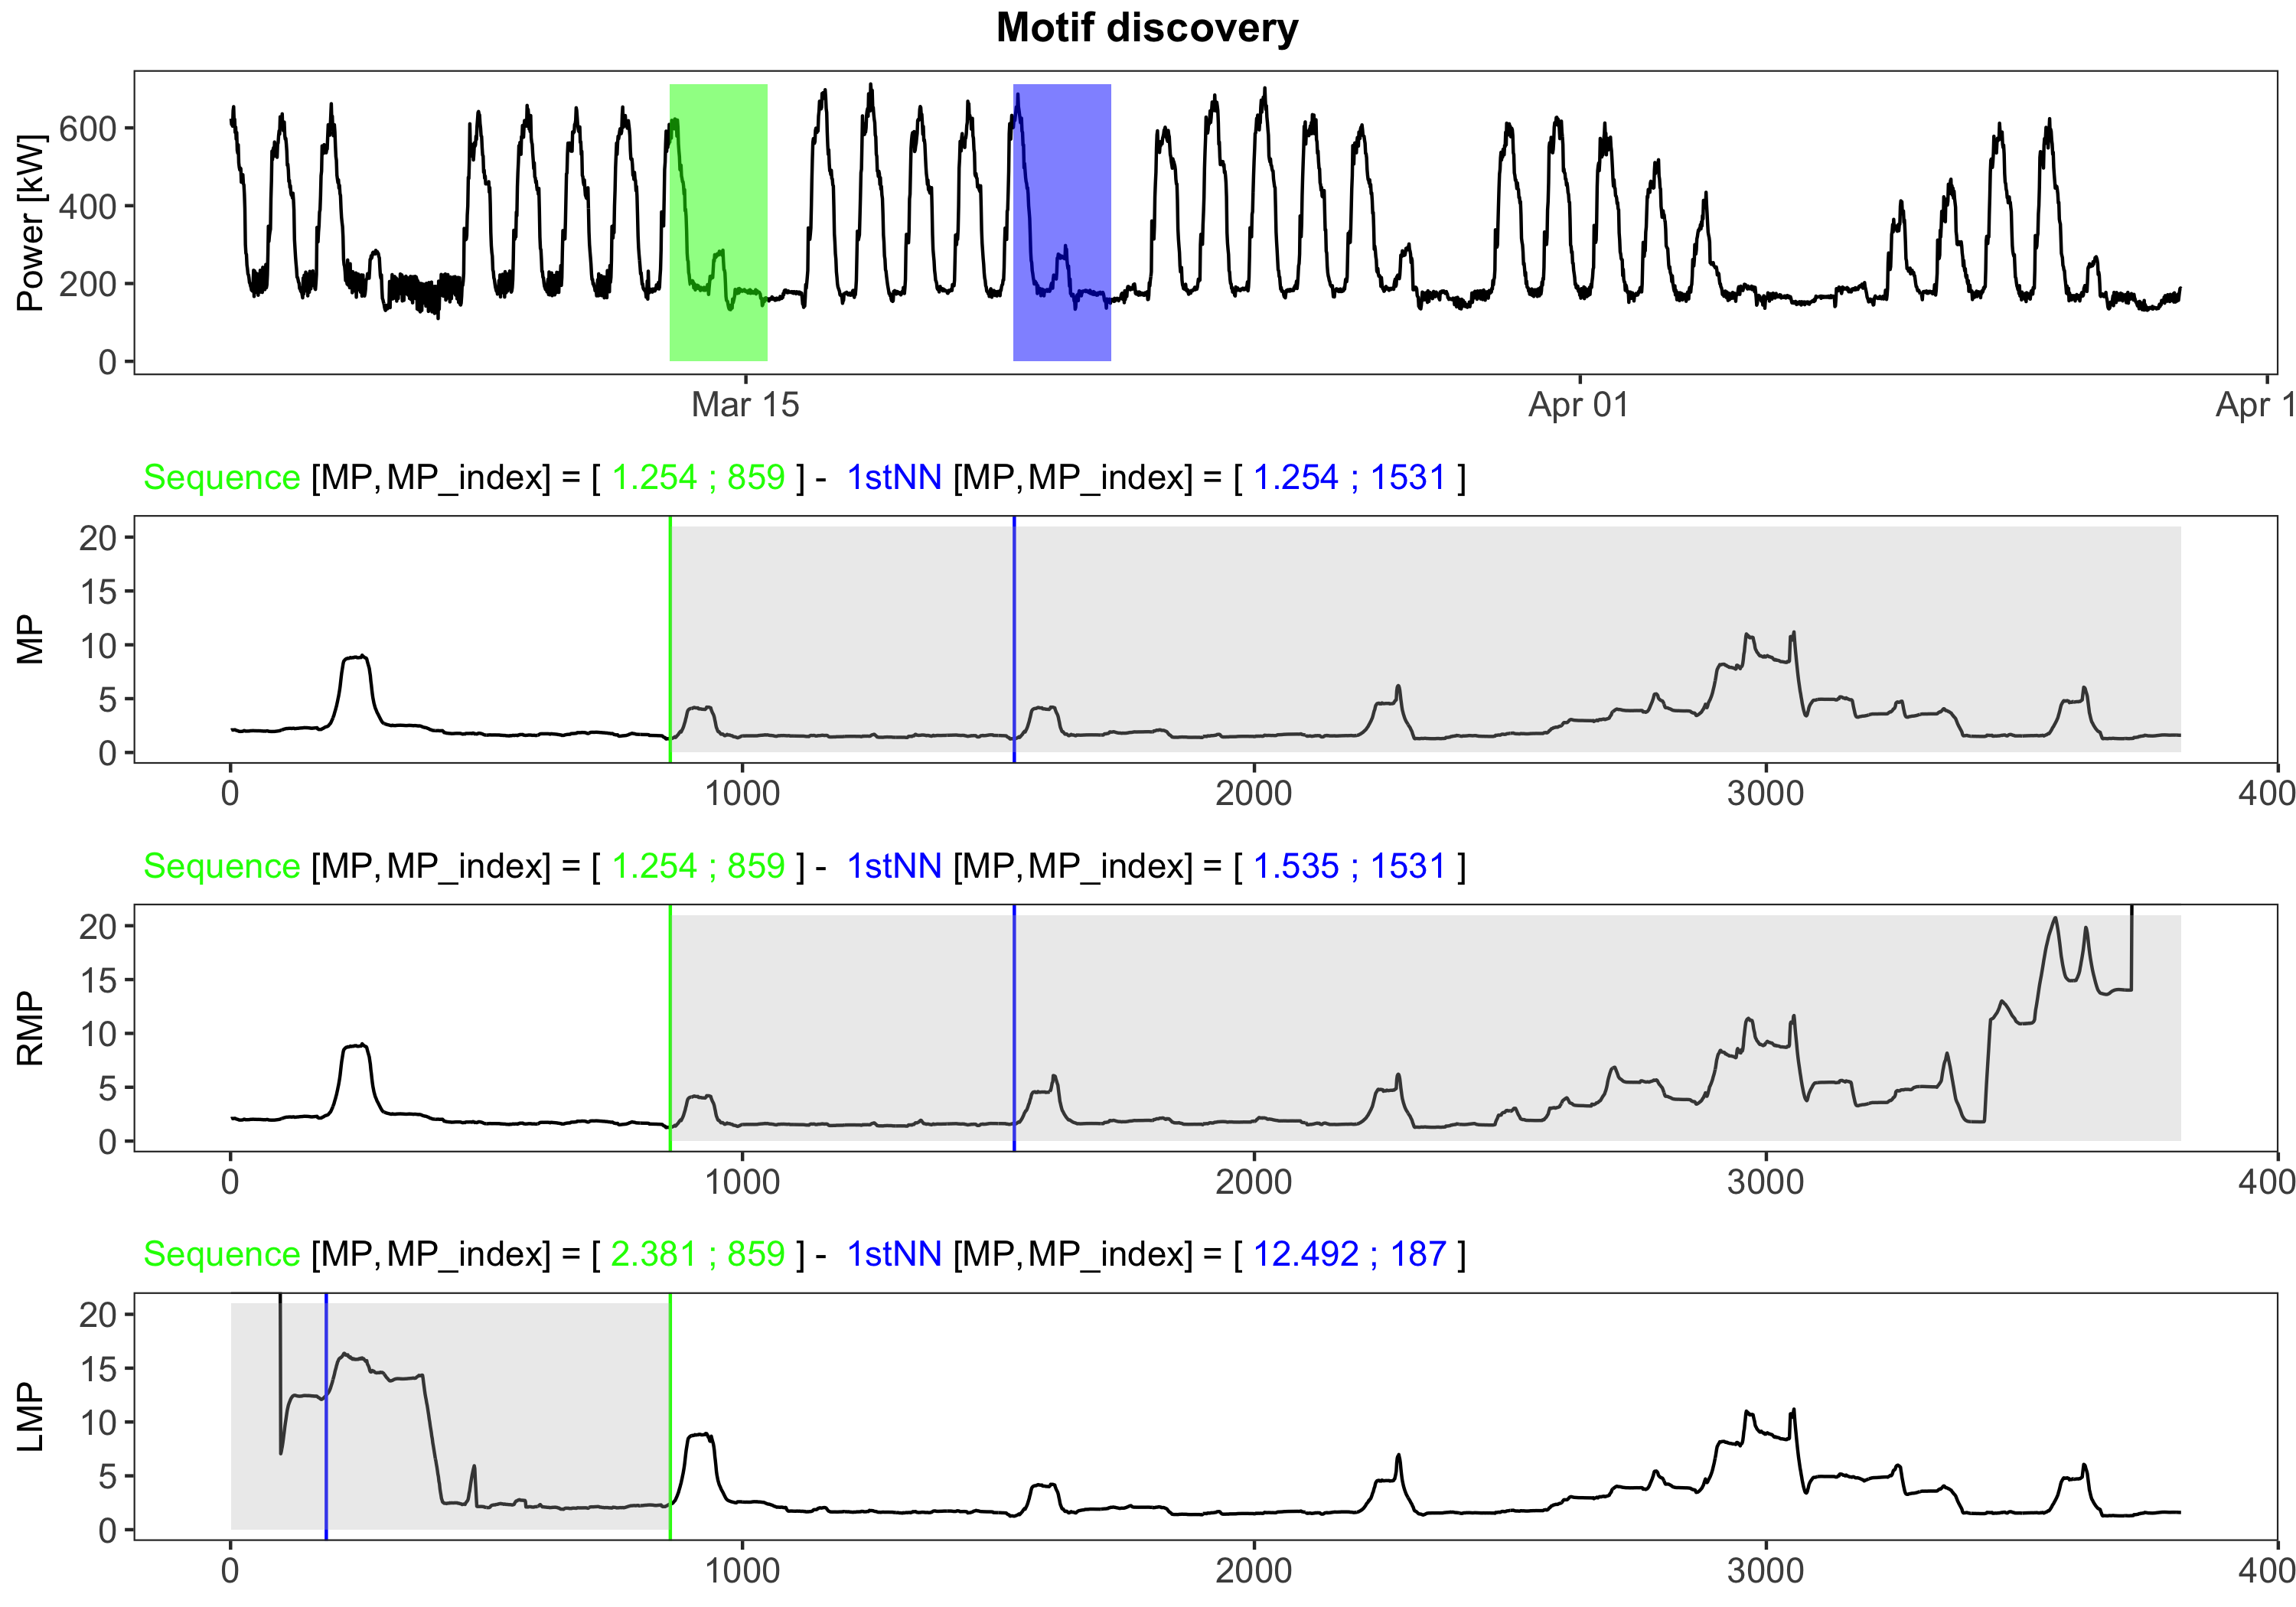 Motif discovery
Power [kW]
600
400
200
0
Mar 15 Apr 01 Apr 1
Sequence [MP, MP_index] = [ 1.254 ; 859 ] - 1stNN [MP, MP_index] = [ 1.254 ; 1531 ]
MP
20
15
10
5
0
0 1000 2000 3000 400
Sequence [MP, MP_index] = [ 1.254 ; 859 ] - 1stNN [MP, MP_index] = [ 1.535 ; 1531 ]
RMP
20
15
10
5
0
0 1000 2000 3000 400
Sequence [MP, MP_index] = [ 2.381 ; 859 ] - 1stNN [MP, MP_index] = [ 12.492 ; 187 ]
LMP
20
15
10
5
0
0 1000 2000 3000 400